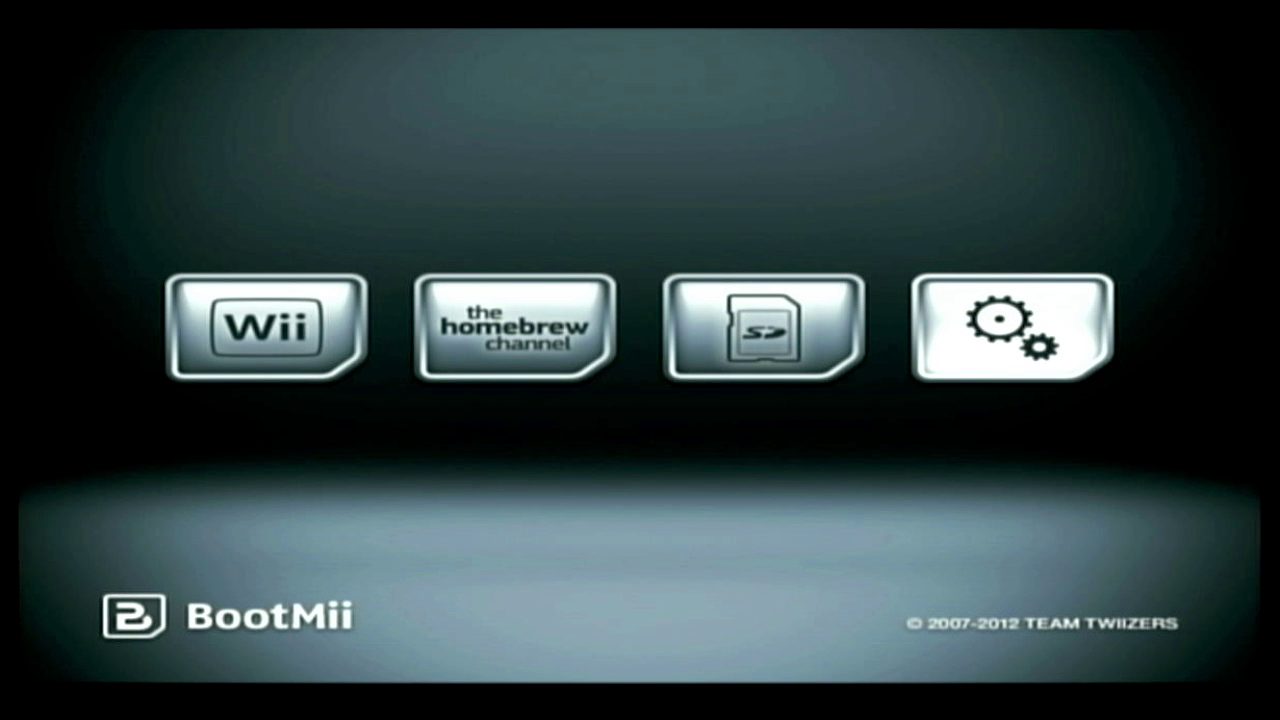 Wii
the
homebrew
channel
SD
BootMii
© 2007-2012 TEAM TWIIZERS